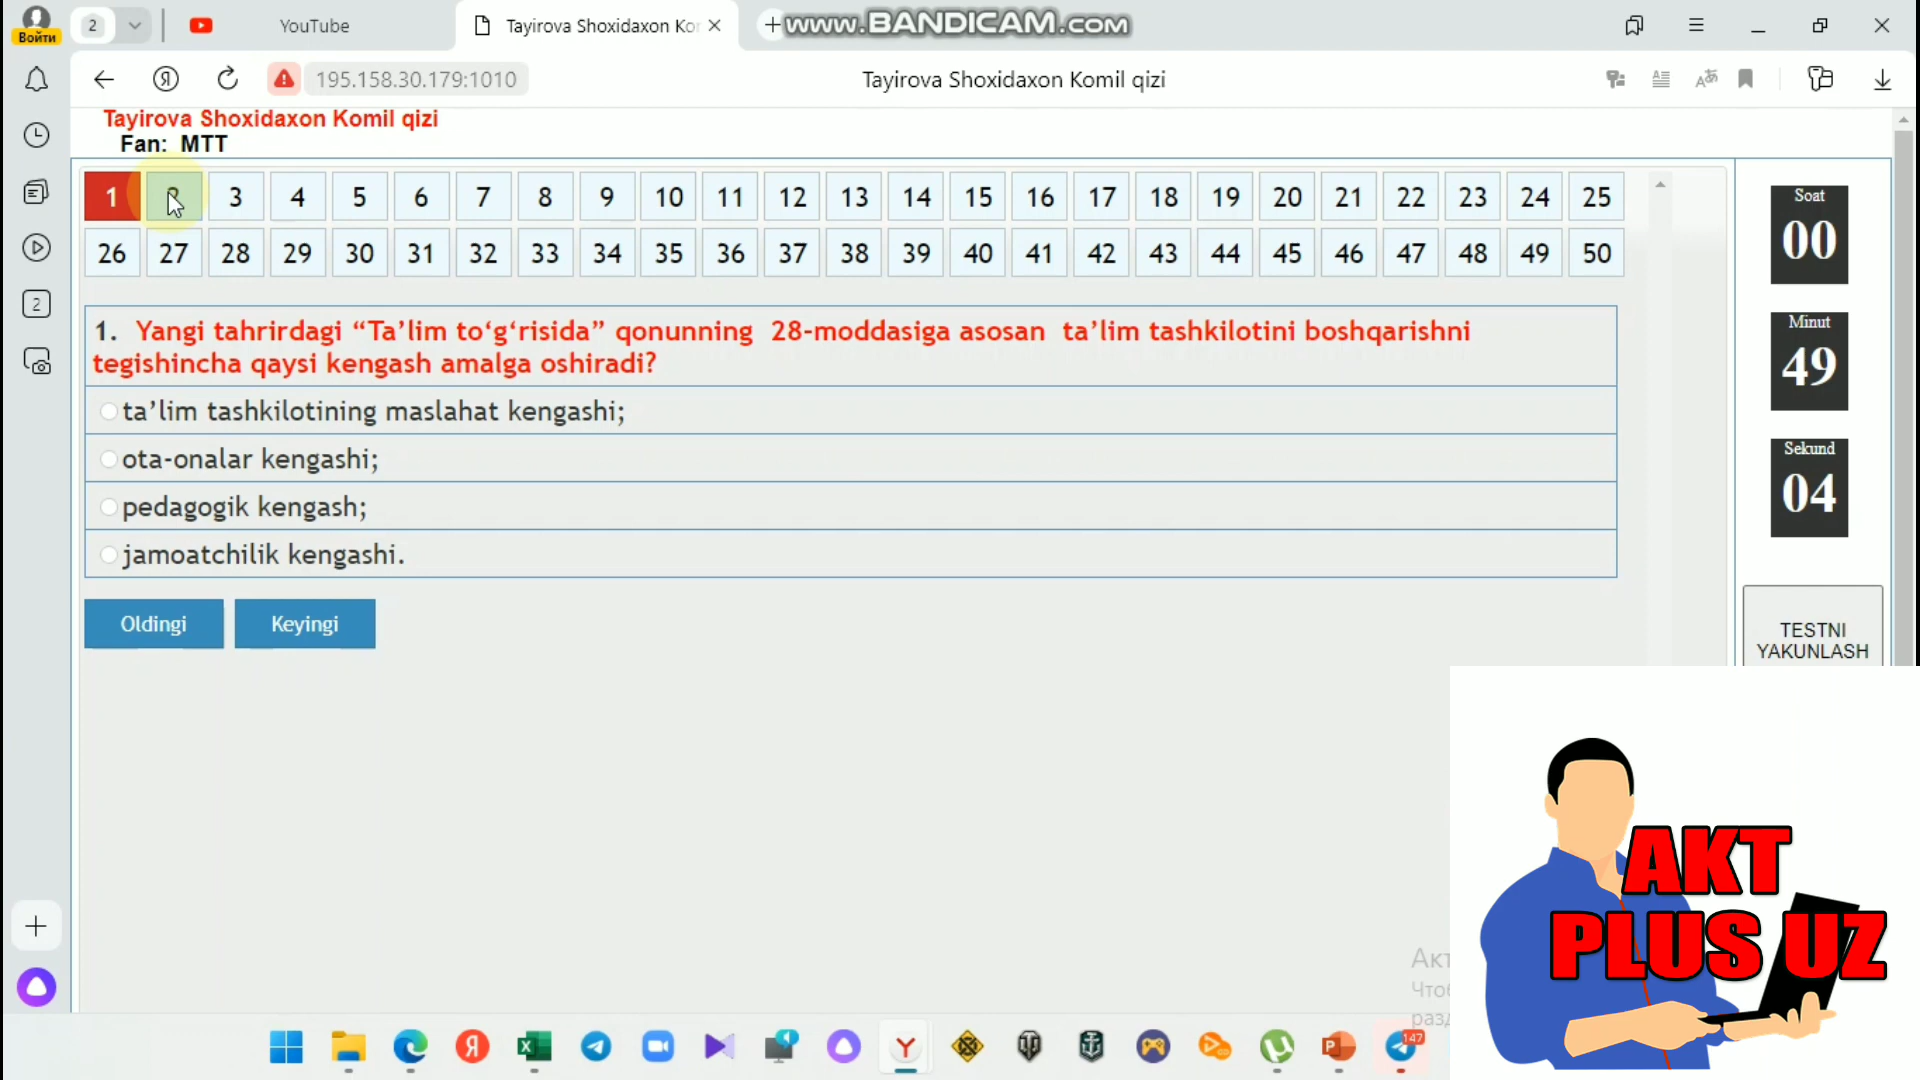 Войти
2
YouTube
Tayirova Shoxidaxon Kor
www.BANDICAM.com
195.158.30.179:1010
Tayirova Shoxidaxon Komil qizi
Tayirova Shoxidaxon Komil qizi
Fan: MTT
1 2 3 4 5 6 7 8 9 10 11 12 13 14 15 16 17 18 19 20 21 22 23 24 25
26 27 28 29 30 31 32 33 34 35 36 37 38 39 40 41 42 43 44 45 46 47 48 49 50
1. Yangi tahrirdagi “Ta’lim to‘g‘risida” qonunning 28-moddasiga asosan ta’lim tashkilotini boshqarishni
tegishincha qaysi kengash amalga oshiradi?
ta’lim tashkilotining maslahat kengashi;
ota-onalar kengashi;
pedagogik kengash;
jamoatchilik kengashi.
Oldingi
Keyingi
Soat
00
Minut
49
Sekund
04
TESTNI
YAKUNLASH
2
Акт
Что
разд
AKT
PLUS UZ
147